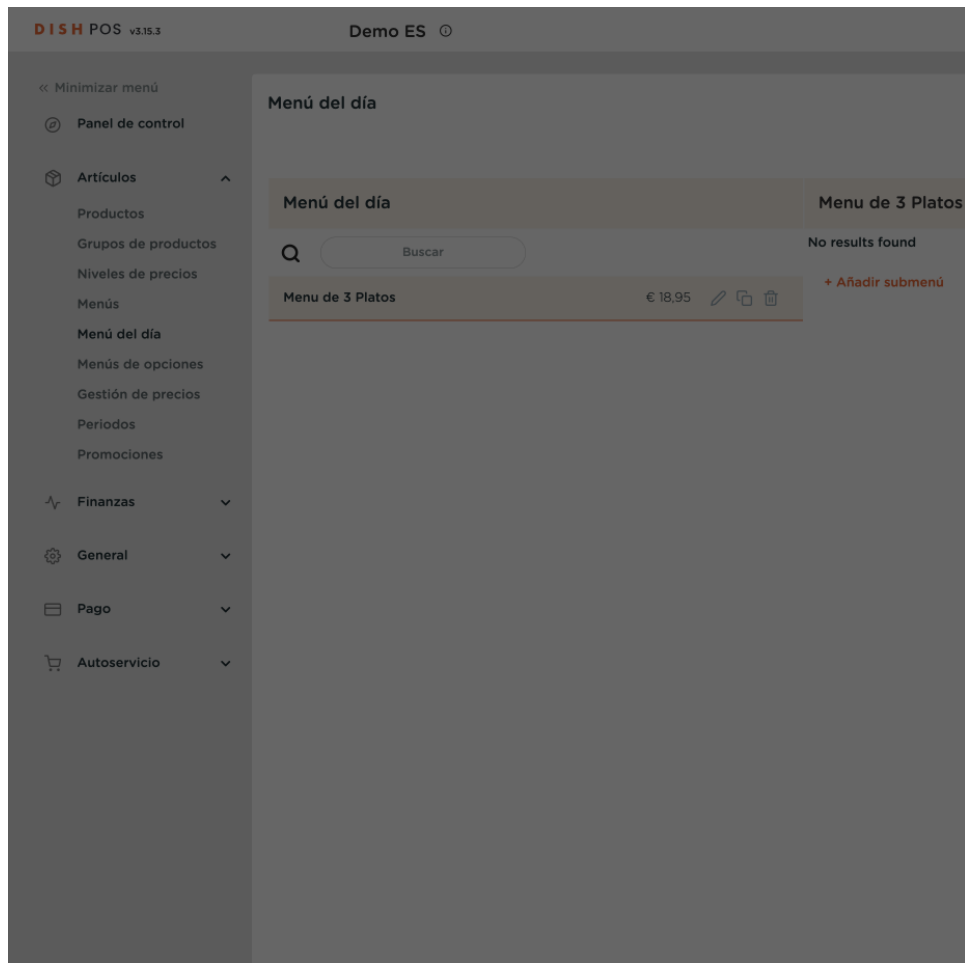 DISH POS v3.15.3
Demo ES
Minimizar menú
Panel de control
Artículos
Productos
Grupos de productos
Niveles de precios
Menús
Menú del día
Menús de opciones
Gestión de precios
Periodos
Promociones
Finanzas
General
Pago
Autoservicio
Menú del día
Menú del día
Buscar
Menu de 3 Platos € 18,95
Menu de 3 Platos
No results found
+ Añadir submenú